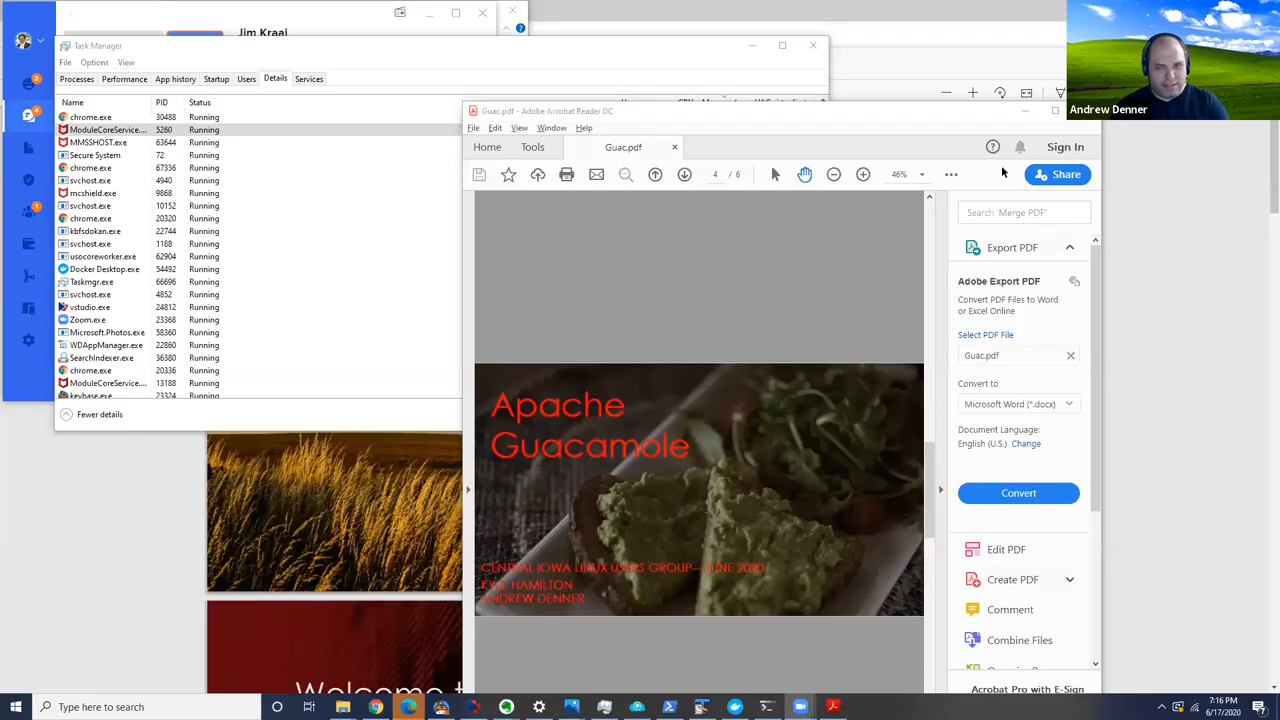 Jim Kraai
Task Manager
File Options View
Processes Performance App history Startup Users Details Services
Name PID Status
chrome.exe 30488 Running
ModuleCoreService.... 5260 Running
MMSSHOST.exe 63644 Running
Secure System 72 Running
chrome.exe 67336 Running
svchost.exe 4940 Running
mcshield.exe 9868 Running
svchost.exe 10152 Running
chrome.exe 20320 Running
kbfsdokan.exe 22744 Running
svchost.exe 1188 Running
usocoreworker.exe 62904 Running
Docker Desktop.exe 54492 Running
Taskmgr.exe 66696 Running
svchost.exe 4852 Running
vstudio.exe 24812 Running
Zoom.exe 23368 Running
Microsoft.Photos.exe 58360 Running
WDAppManager.exe 22860 Running
SearchIndexer.exe 36380 Running
chrome.exe 20336 Running
ModuleCoreService.... 13188 Running
keybase.exe 23324 Running
Fewer details
2
4
1
Guac.pdf - Adobe Acrobat Reader DC
File Edit View Window Help
Home Tools Guac.pdf × Sign In
4 / 6 46% Share
Apache
Guacamole
CENTRAL IOWA LINUX USERS GROUP— JUNE 2020
KYLE HAMILTON
ANDREW DENNER
Search 'Merge PDF'
Export PDF
Adobe Export PDF
Convert PDF Files to Word
or Excel Online
Select PDF File
Guac.pdf
Convert to
Microsoft Word (*.docx)
Document Language:
English (U.S.) Change
Convert
Edit PDF
Create PDF
Comment
Combine Files
Acrobat Pro with E-Sign
Andrew Denner
Welcome t
Type here to search
7:16 PM
6/17/2020